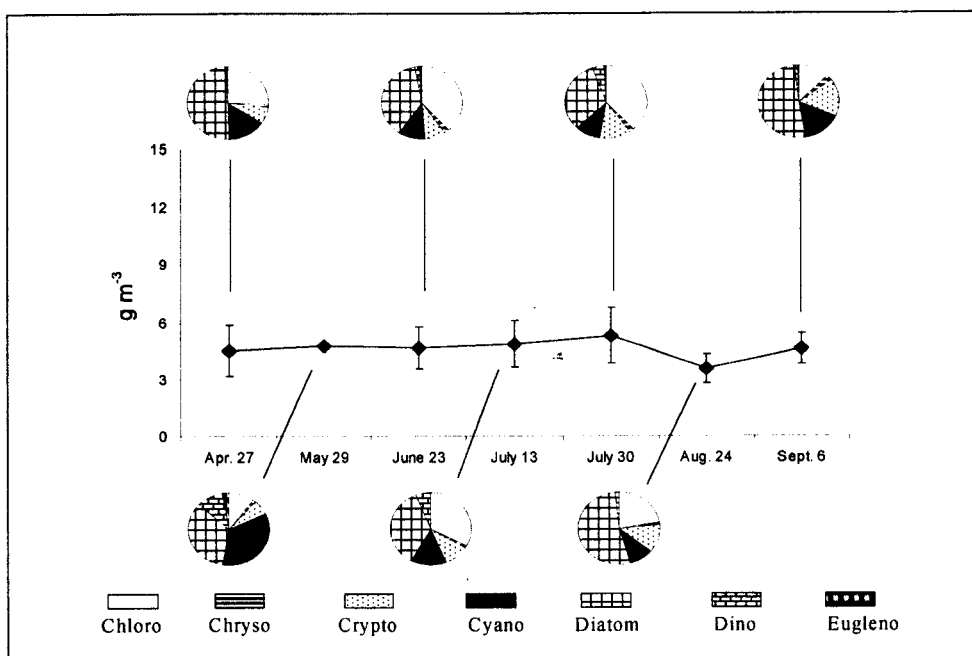 15
12
9
6
3
0
g m-3
Apr. 27 May 29 June 23 July 13 July 30 Aug. 24 Sept. 6
Chloro Chryso Crypto Cyano Diatom Dino Eugleno